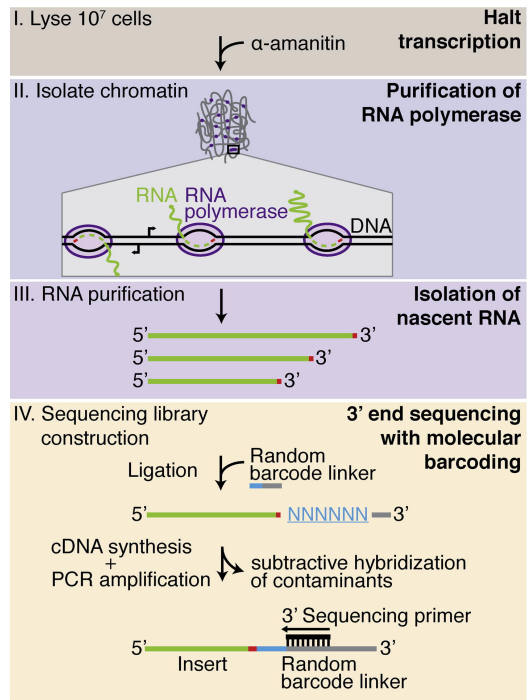 I. Lyse 10⁷ cells
Halt
transcription
α-amanitin
II. Isolate chromatin
Purification of
RNA polymerase
RNA
RNA
polymerase
DNA
III. RNA purification
Isolation of
nascent RNA
5’ 3’
5’ 3’
5’ 3’
IV. Sequencing library
construction
3’ end sequencing
with molecular
barcoding
Ligation
Random
barcode linker
5’ NNNNNN 3’
cDNA synthesis
+
PCR amplification
subtractive hybridization
of contaminants
3’ Sequencing primer
5’ 3’
Insert
Random
barcode linker